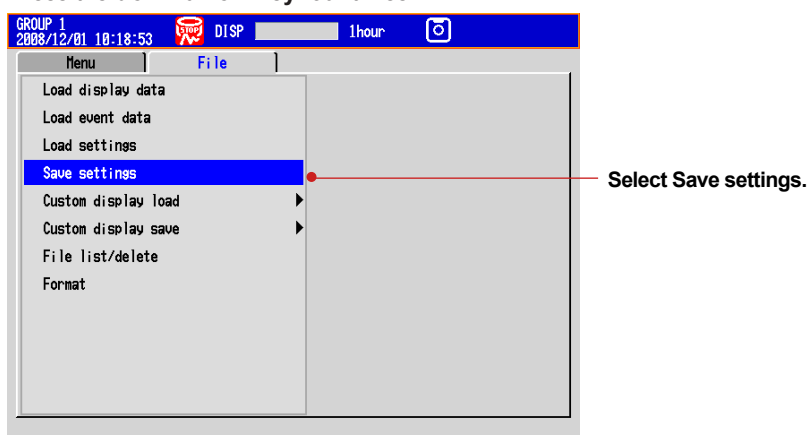 GROUP 1
2008/12/01 10:18:53
STOP
DISP
1hour
Menu
File
Load display data
Load event data
Load settings
Save settings
Select Save settings.
Custom display load
Custom display save
File list/delete
Format